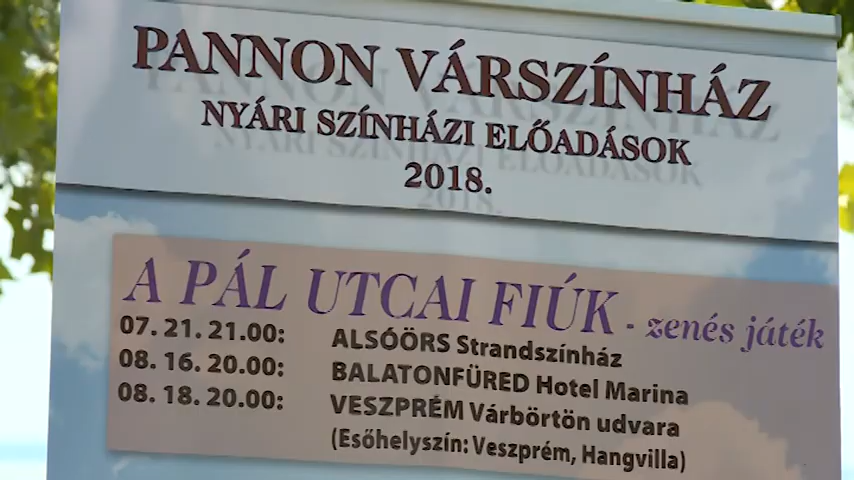 PANNON VÁRSZÍNHÁZ
NYÁRI SZÍNHÁZI ELŐADÁSOK
2018.
A PÁL UTCAI FIÚK - zenés játék
07. 21. 21.00: ALSÓÖRS Strandszínház
08. 16. 20.00: BALATONFÜRED Hotel Marina
08. 18. 20.00: VESZPRÉM Várbörtön udvara
(Esőhelyszín: Veszprém, Hangvilla)